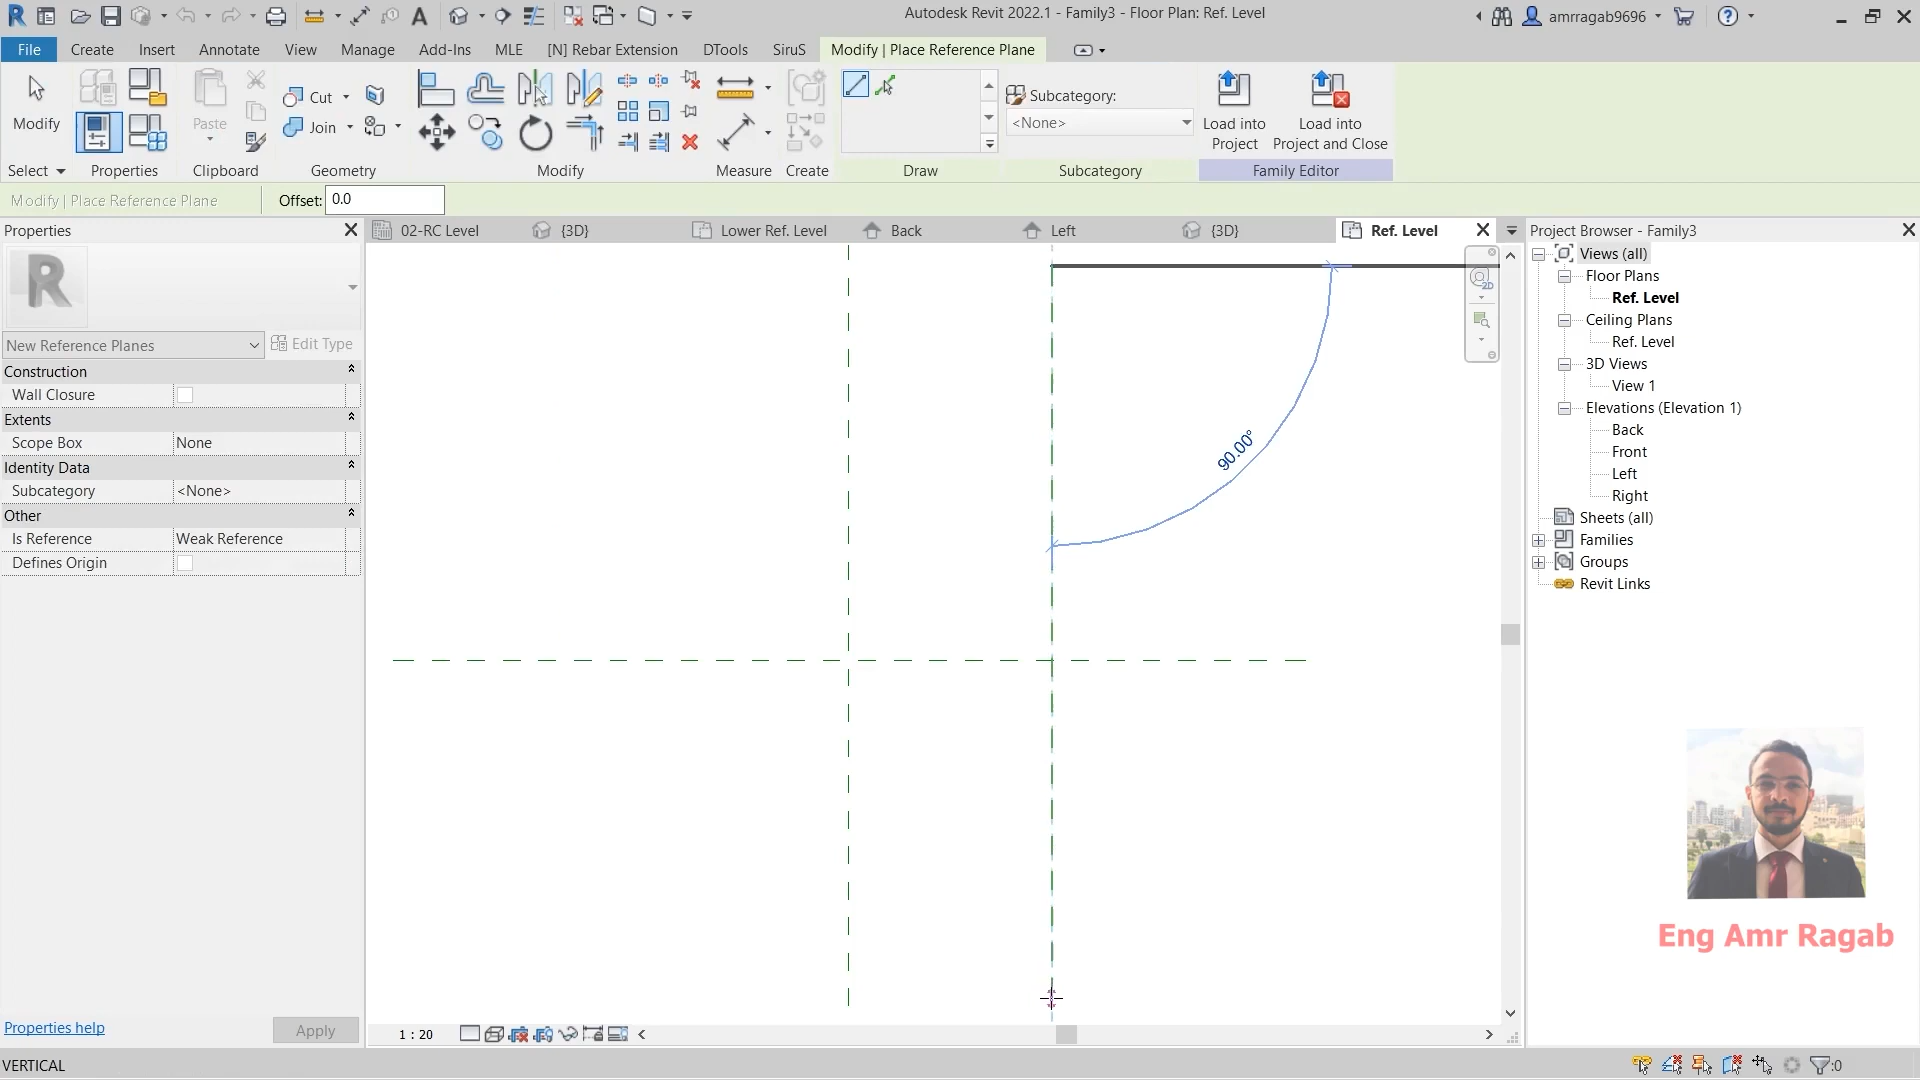 Autodesk Revit 2022.1 - Family3 - Floor Plan: Ref. Level
amrragab9696
File
Create
Insert
Annotate
View
Manage
Add-Ins
MLE
[N] Rebar Extension
DTools
SiruS
Modify | Place Reference Plane
Modify
Paste
Cut
Join
Subcategory:
<None>
Load into
Project
Load into
Project and Close
Select
Properties
Clipboard
Geometry
Modify
Measure
Create
Draw
Subcategory
Family Editor
Modify | Place Reference Plane
Offset: 0.0
Properties
New Reference Planes
Edit Type
Construction
Wall Closure
Extents
Scope Box None
Identity Data
Subcategory <None>
Other
Is Reference Weak Reference
Defines Origin
Properties help
Apply
02-RC Level
{3D}
Lower Ref. Level
Back
Left
{3D}
Ref. Level
2D
90.00°
1 : 20
Project Browser - Family3
Views (all)
Floor Plans
Ref. Level
Ceiling Plans
Ref. Level
3D Views
View 1
Elevations (Elevation 1)
Back
Front
Left
Right
Sheets (all)
Families
Groups
Revit Links
Eng Amr Ragab
VERTICAL
:0